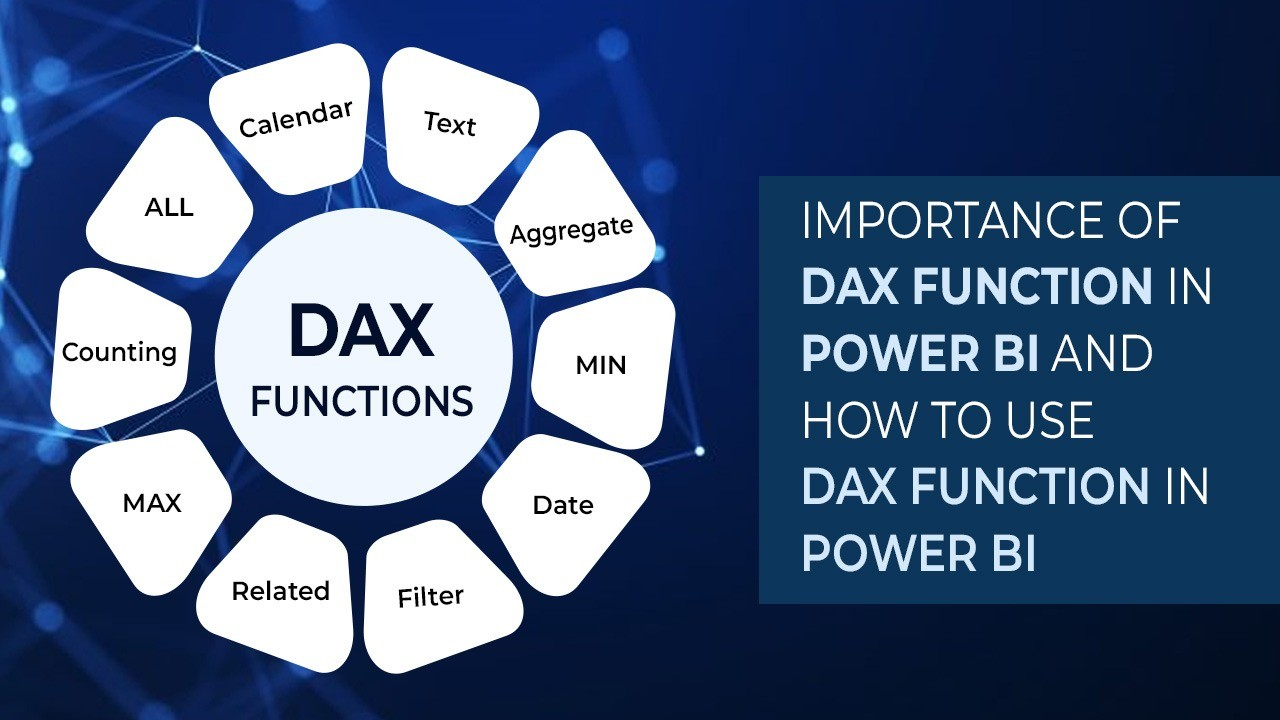 Calendar
Text
ALL
Aggregate
Counting
DAX
FUNCTIONS
MIN
MAX
Date
Related
Filter
IMPORTANCE OF
DAX FUNCTION IN
POWER BI AND
HOW TO USE
DAX FUNCTION IN
POWER BI